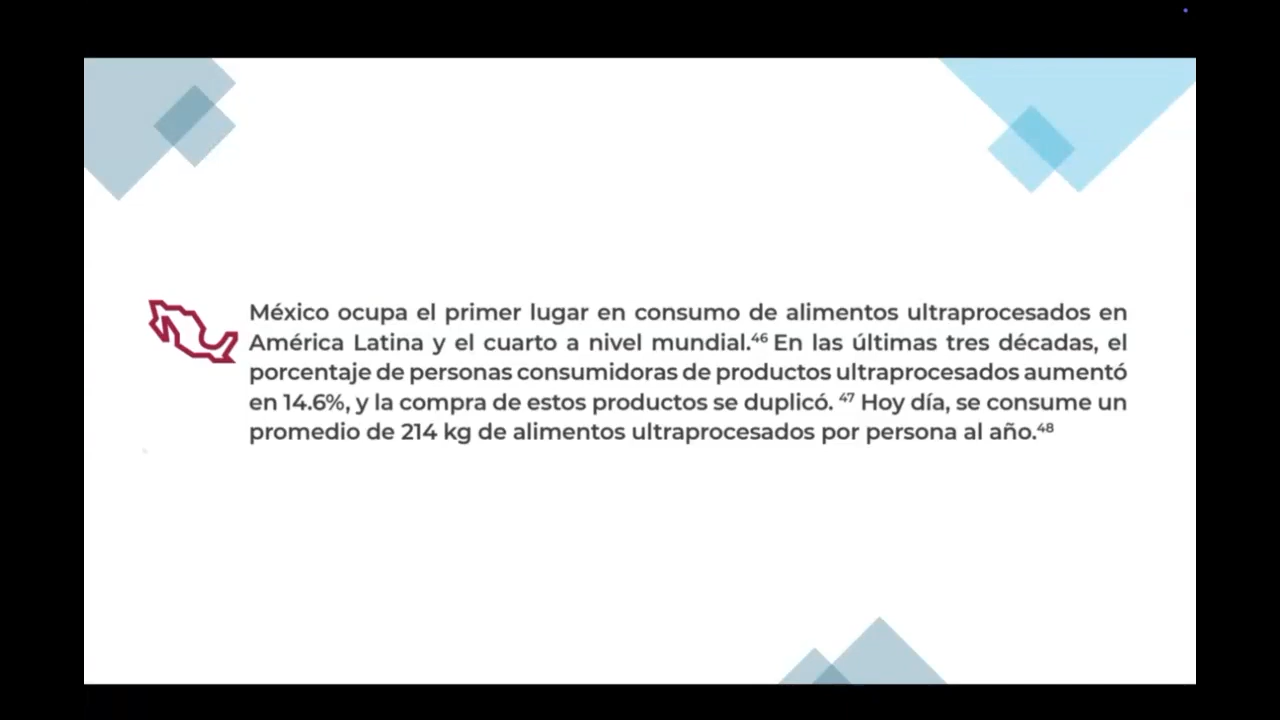 México ocupa el primer lugar en consumo de alimentos ultraprocesados en
América Latina y el cuarto a nivel mundial.⁴⁶ En las últimas tres décadas, el
porcentaje de personas consumidoras de productos ultraprocesados aumentó
en 14.6%, y la compra de estos productos se duplicó. ⁴⁷ Hoy día, se consume un
promedio de 214 kg de alimentos ultraprocesados por persona al año.⁴⁸